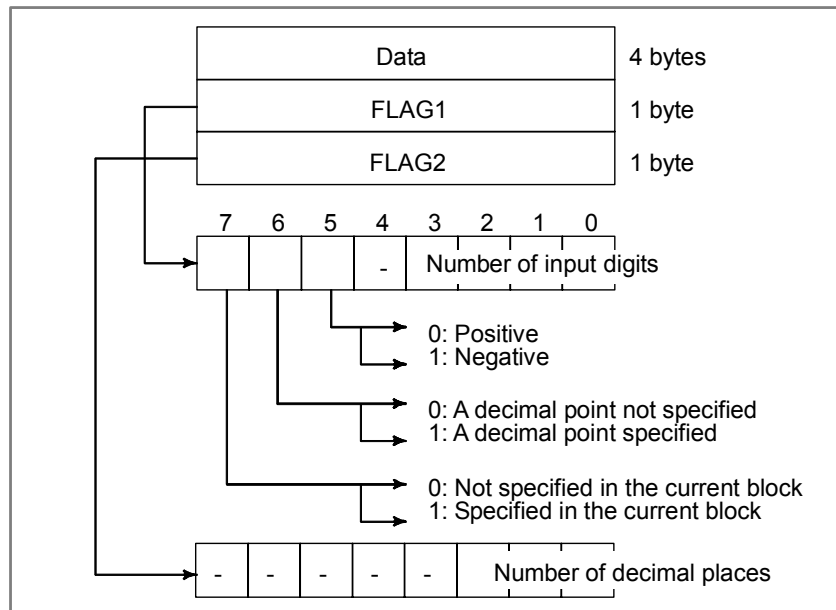 Data 4 bytes
FLAG1 1 byte
FLAG2 1 byte
7 6 5 4 3 2 1 0
- Number of input digits
0: Positive
1: Negative
0: A decimal point not specified
1: A decimal point specified
0: Not specified in the current block
1: Specified in the current block
- - - - - Number of decimal places